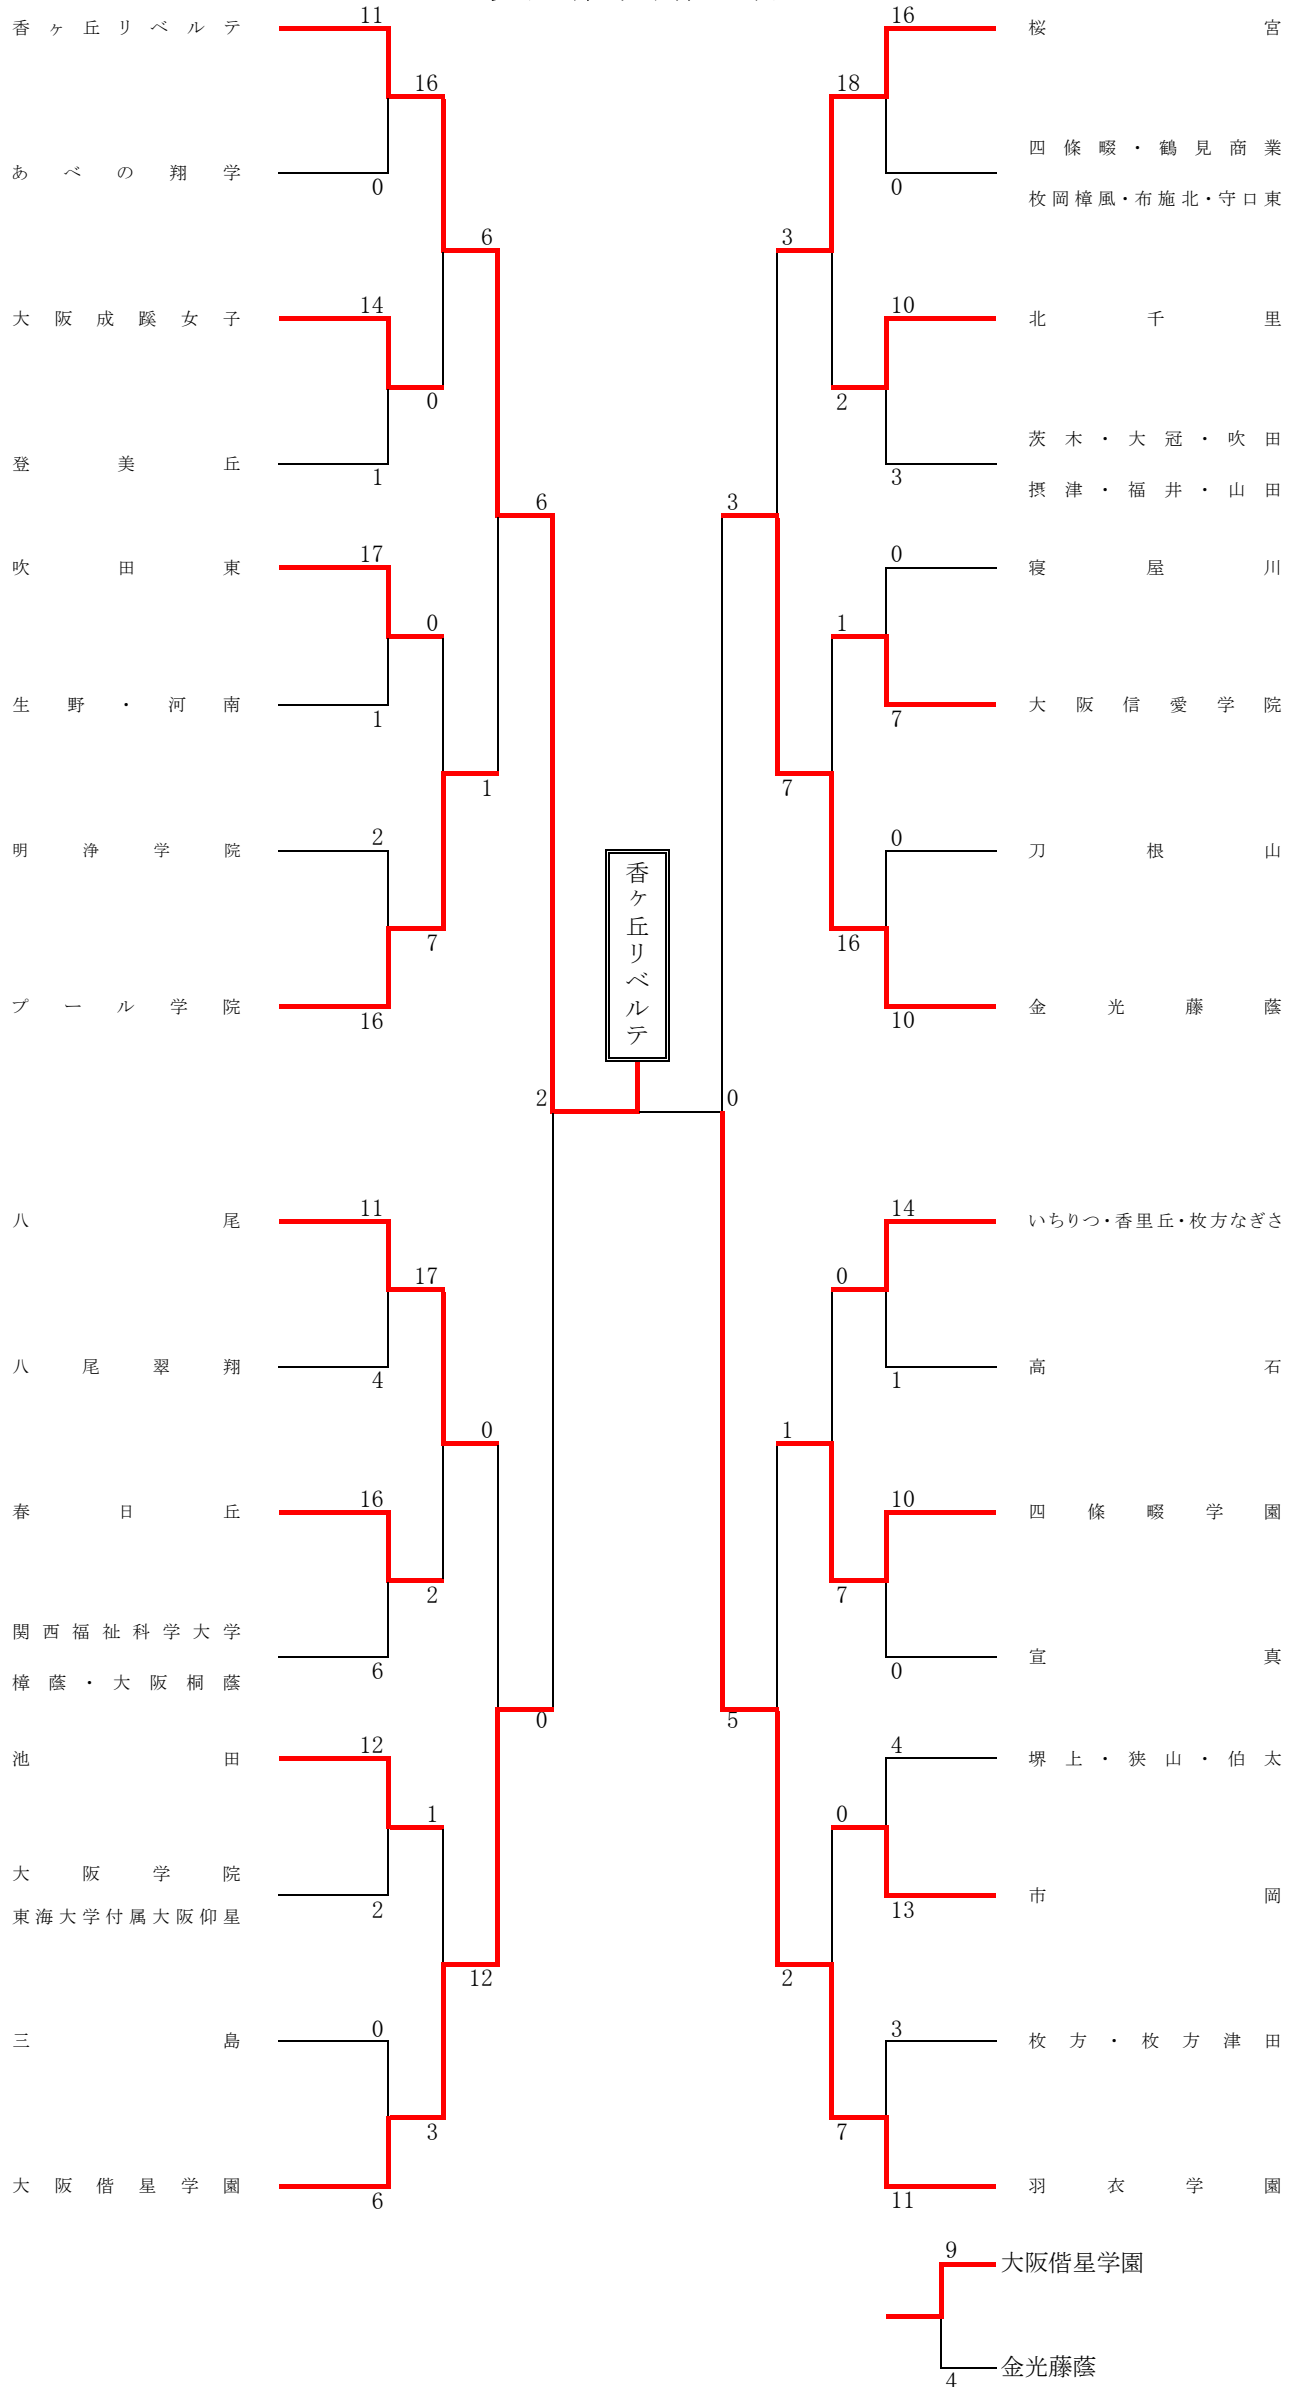 香ヶ丘リベルテ
11
16
あべの翔学
0
6
大阪成蹊女子
14
0
登美丘
1
6
吹田東
17
0
生野・河南
1
1
明浄学院
2
7
プール学院
16
香ヶ丘リベルテ
2
0
八尾
11
17
八尾翠翔
4
0
春日丘
16
2
関西福祉科学大学
樟蔭・大阪桐蔭
6
0
池田
12
1
大阪学院
東海大学付属大阪仰星
2
12
三島
0
3
大阪偕星学園
6
16
桜宮
18
四條畷・鶴見商業
枚岡樟風・布施北・守口東
0
3
10
北千里
2
茨木・大冠・吹田
摂津・福井・山田
3
3
0
寝屋川
1
大阪信愛学院
7
7
0
刀根山
16
金光藤蔭
10
14
いちりつ・香里丘・枚方なぎさ
0
高石
1
1
10
四條畷学園
7
宣真
0
5
4
堺上・狭山・伯太
0
市岡
13
2
3
枚方・枚方津田
7
羽衣学園
11
9
大阪偕星学園
金光藤蔭
4